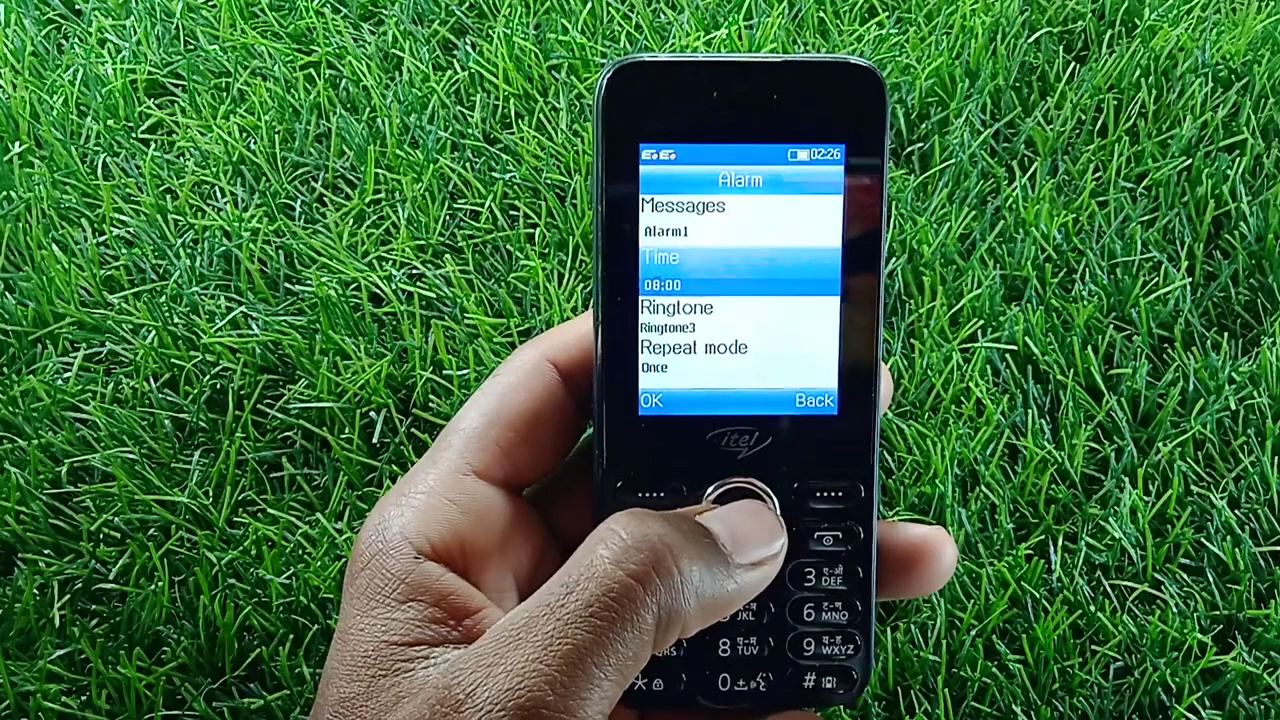 02:26
Alarm
Messages
Alarm1
Time
08:00
Ringtone
Ringtone3
Repeat mode
Once
OK Back
itel
3 ए-औ DEF
JKL 6 ट-ण MNO
8 प-म TUV 9 य-ह WXYZ
* 0 + #